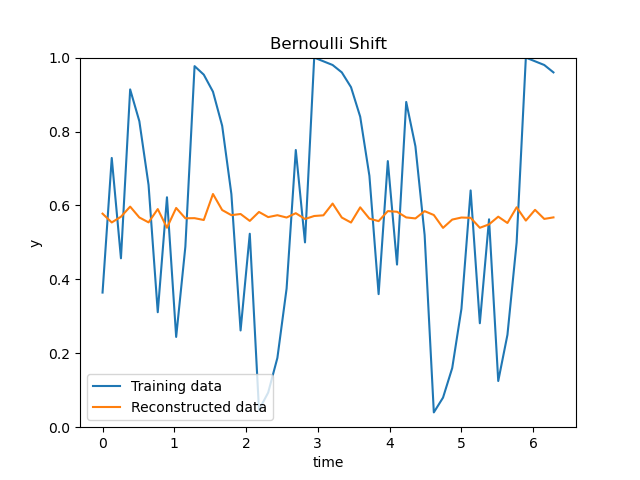 Bernoulli Shift
1.0
0.8
0.6
0.4
0.2
0.0
y
Training data
Reconstructed data
0 1 2 3 4 5 6
time